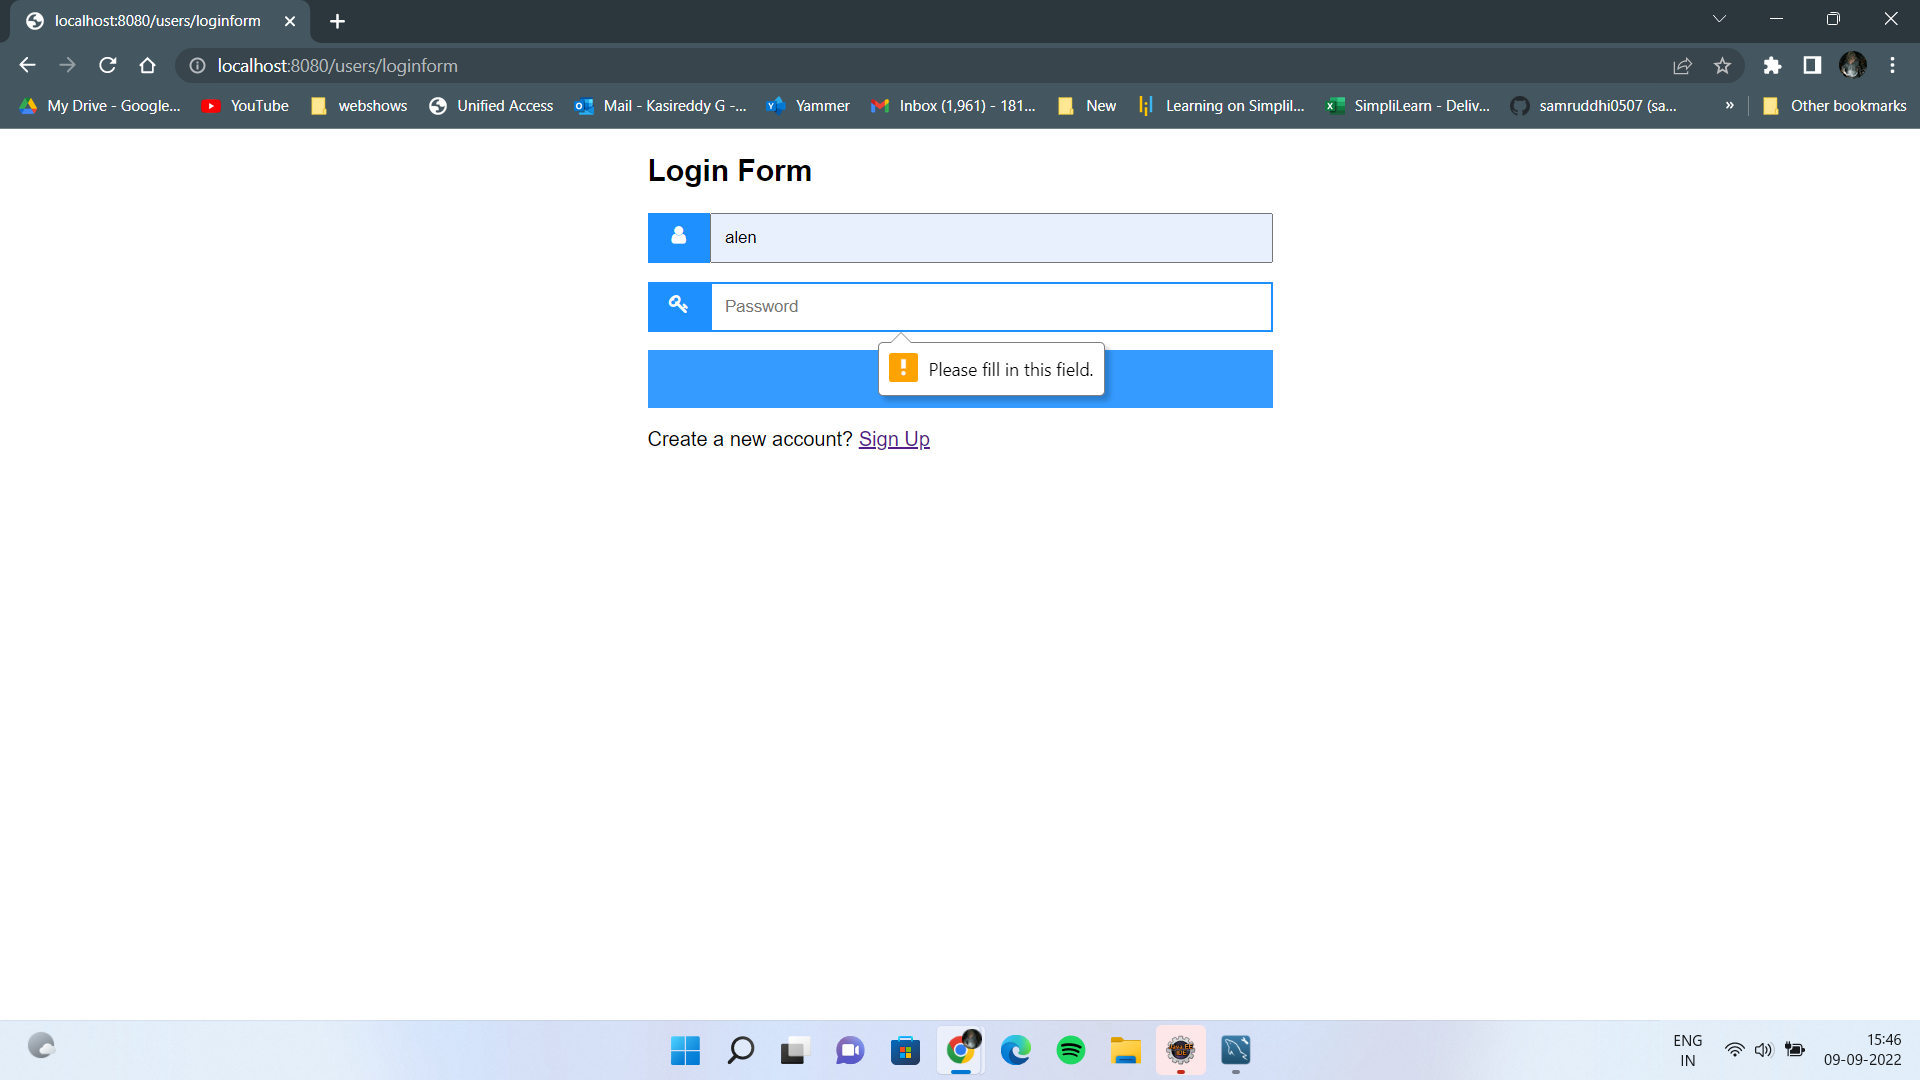 localhost:8080/users/loginform
localhost:8080/users/loginform
My Drive - Google... YouTube webshows Unified Access Mail - Kasireddy G -... Yammer Inbox (1,961) - 181... New Learning on Simplil... SimpliLearn - Deliv... samruddhi0507 (sa... » Other bookmarks
Login Form
alen
Password
Please fill in this field.
Create a new account? Sign Up
ENG
IN
15:46
09-09-2022